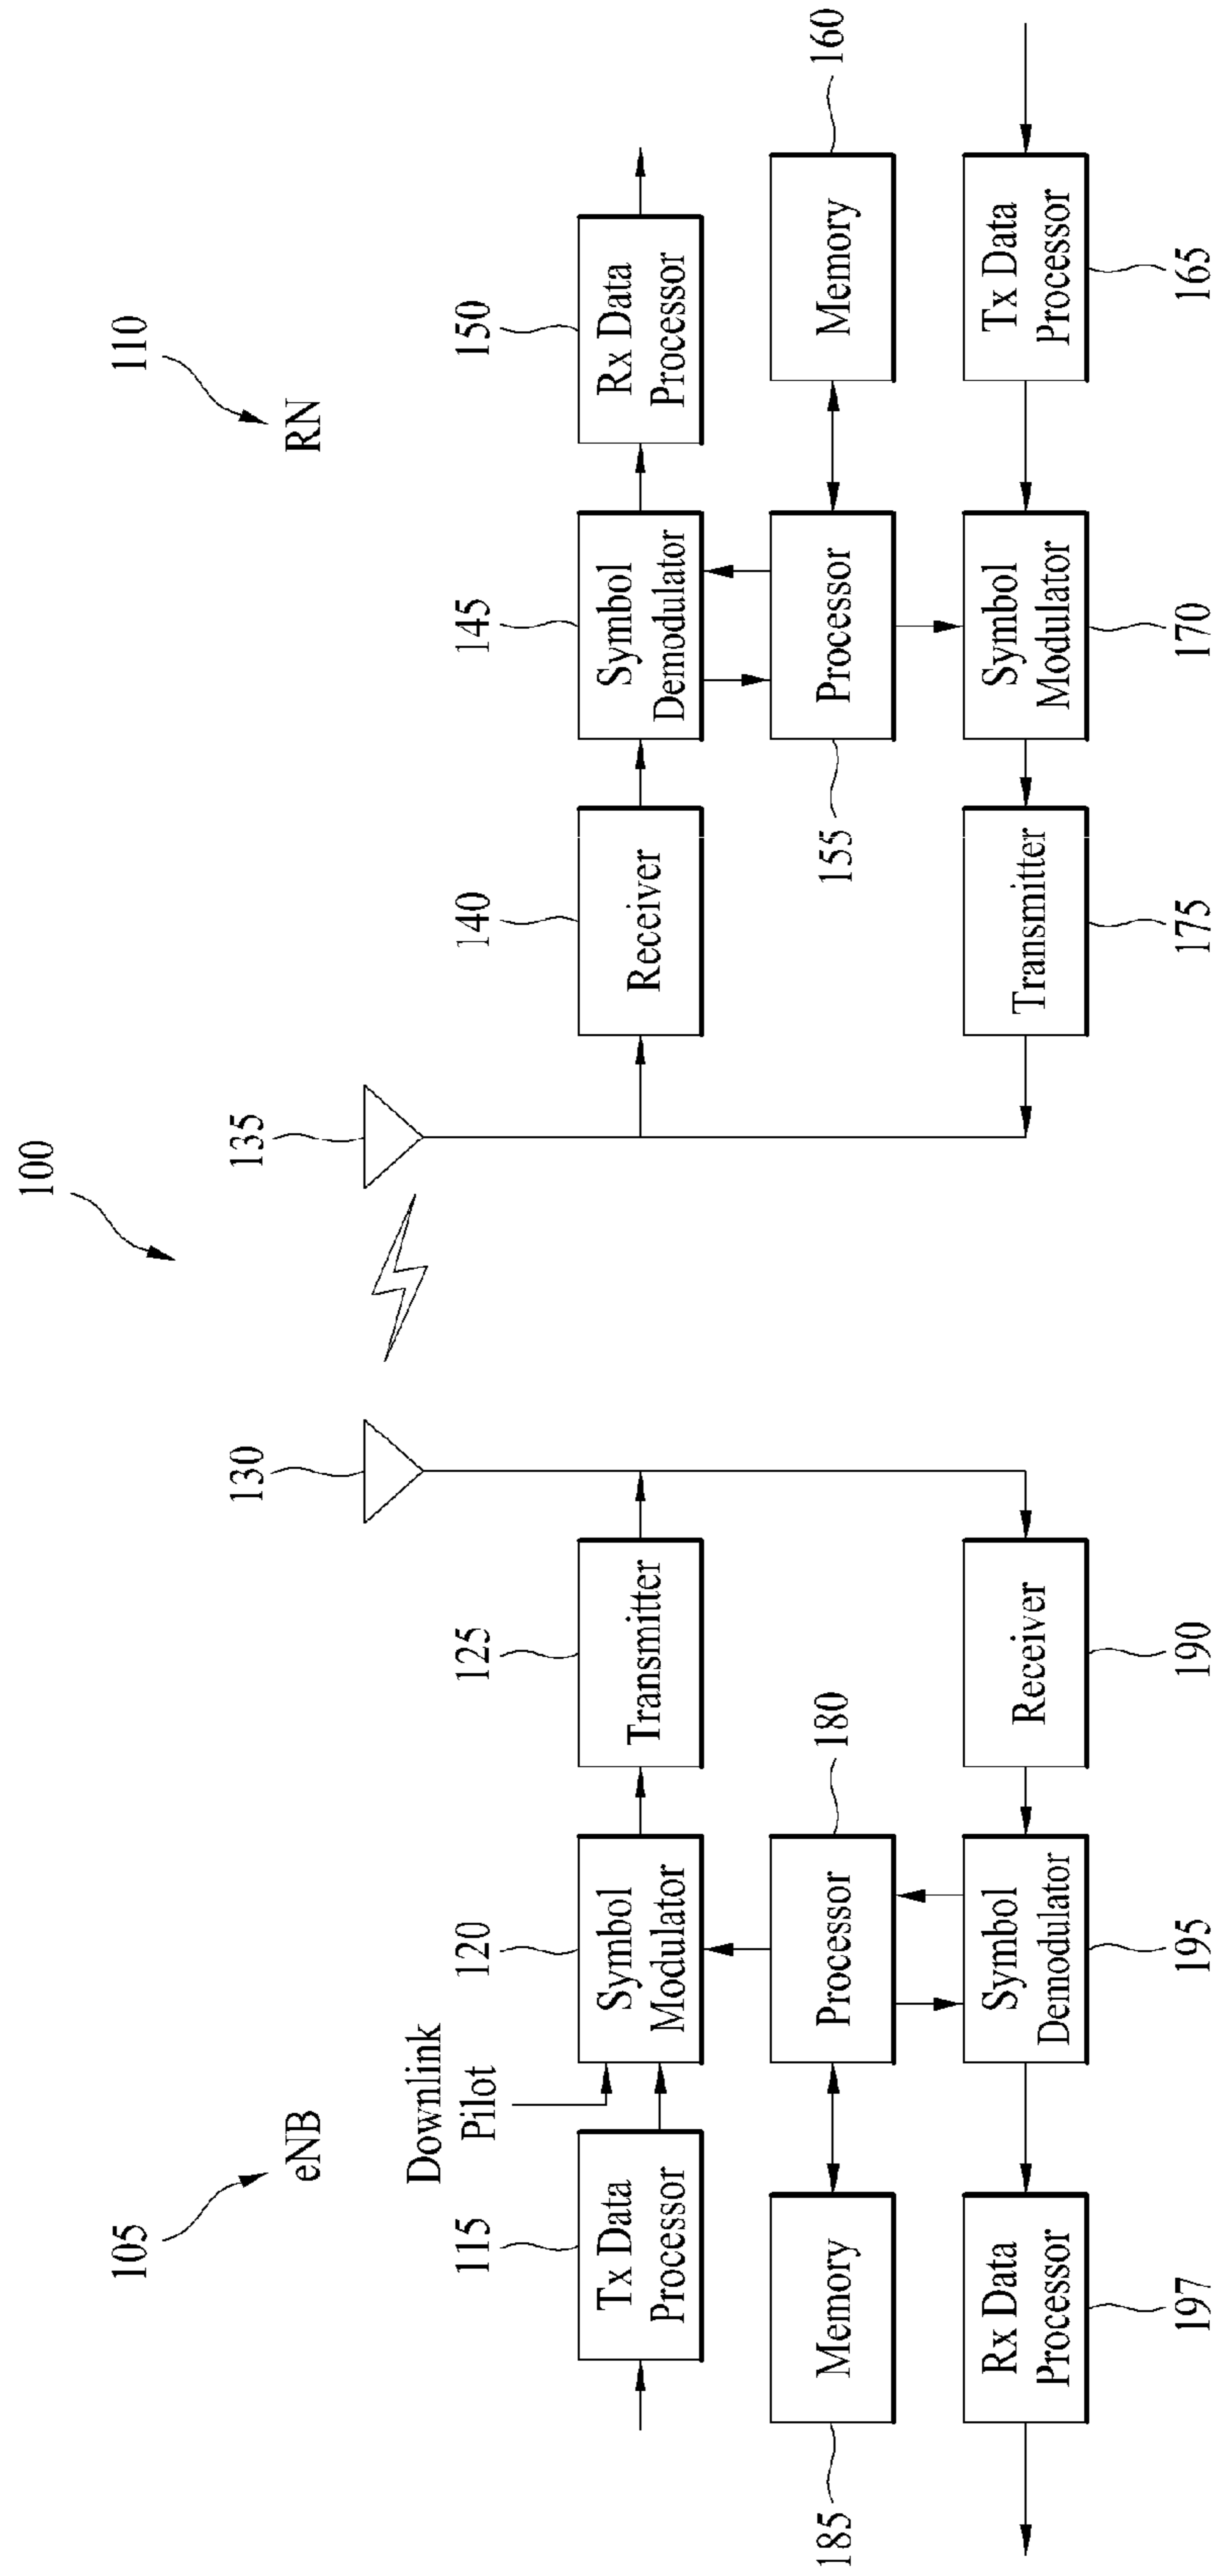 100
105
eNB
110
RN
Downlink
Pilot
115
Tx Data
Processor
120
Symbol
Modulator
125
Transmitter
130
135
140
Receiver
145
Symbol
Demodulator
150
Rx Data
Processor
185
Memory
180
Processor
155
Processor
160
Memory
197
Rx Data
Processor
195
Symbol
Demodulator
190
Receiver
175
Transmitter
170
Symbol
Modulator
165
Tx Data
Processor